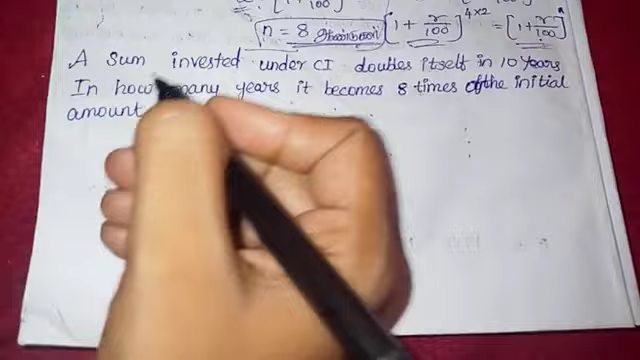 n = 8 ஆண்டுகள் [1 + r/100]^4×2 = [1 + r/100]^n
A Sum invested under CI doubles itself in 10 years
In how many years it becomes 8 times of the initial
amount